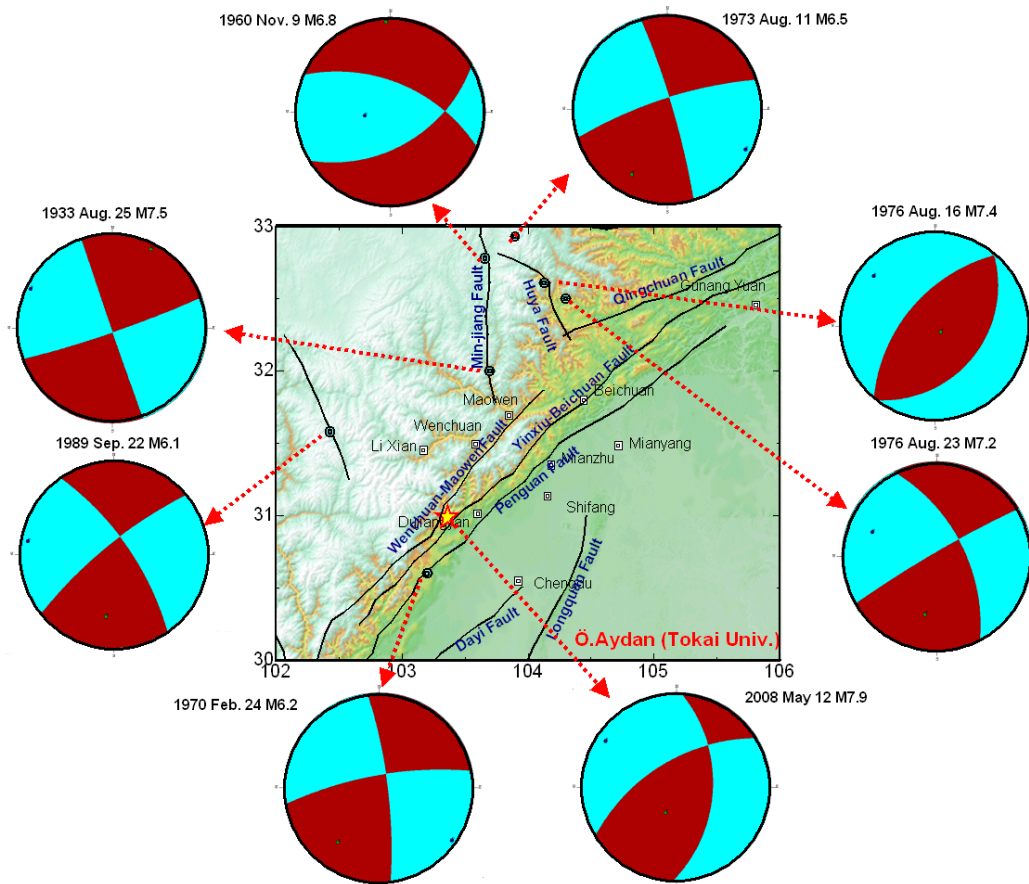 1960 Nov. 9 M6.8
1973 Aug. 11 M6.5
1933 Aug. 25 M7.5
1976 Aug. 16 M7.4
33
Min-jiang Fault
Huya Fault
Qingchuan Fault
Gunang Yuan
32
Maowen
Beichuan
Yinxiu-Beichuan Fault
Wenchuan
Li Xian
Mianyang
1989 Sep. 22 M6.1
1976 Aug. 23 M7.2
Wenchuan-Maowen Fault
Penguan Fault
Shifang
31
Chengdu
Longquan Fault
Dayi Fault
Ö.Aydan (Tokai Univ.)
30
102
103
104
105
106
1970 Feb. 24 M6.2
2008 May 12 M7.9